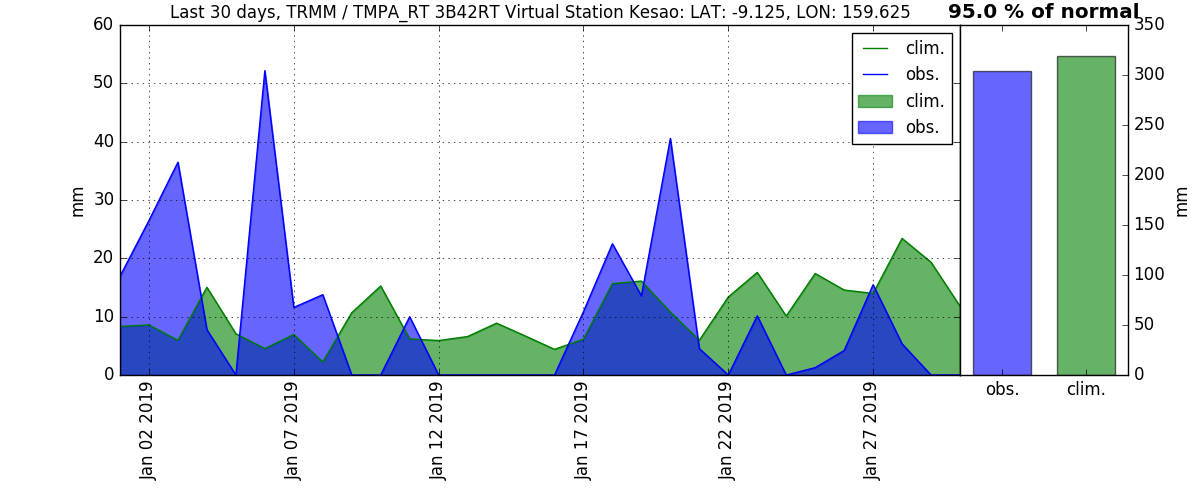 Last 30 days, TRMM / TMPA_RT 3B42RT Virtual Station Kesao: LAT: -9.125, LON: 159.625
95.0 % of normal
60
50
40
30
20
10
0
mm
clim.
obs.
clim.
obs.
Jan 02 2019
Jan 07 2019
Jan 12 2019
Jan 17 2019
Jan 22 2019
Jan 27 2019
350
300
250
200
150
100
50
0
mm
obs.
clim.